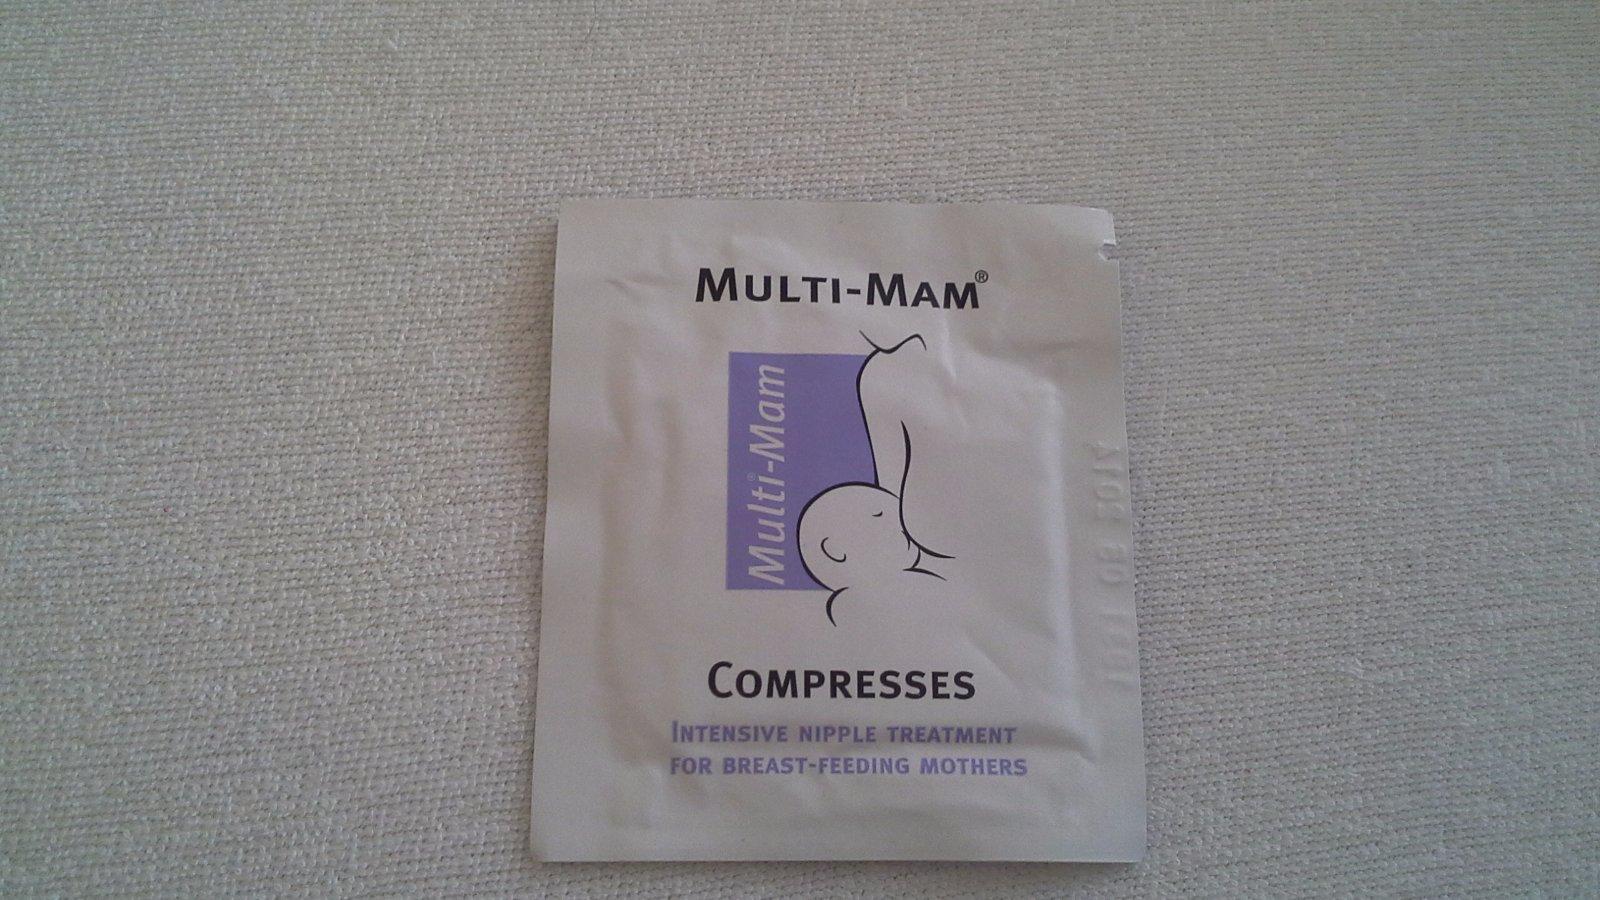 Multi-Mam®
Multi-Mam
Compresses
Intensive nipple treatment
for breast-feeding mothers